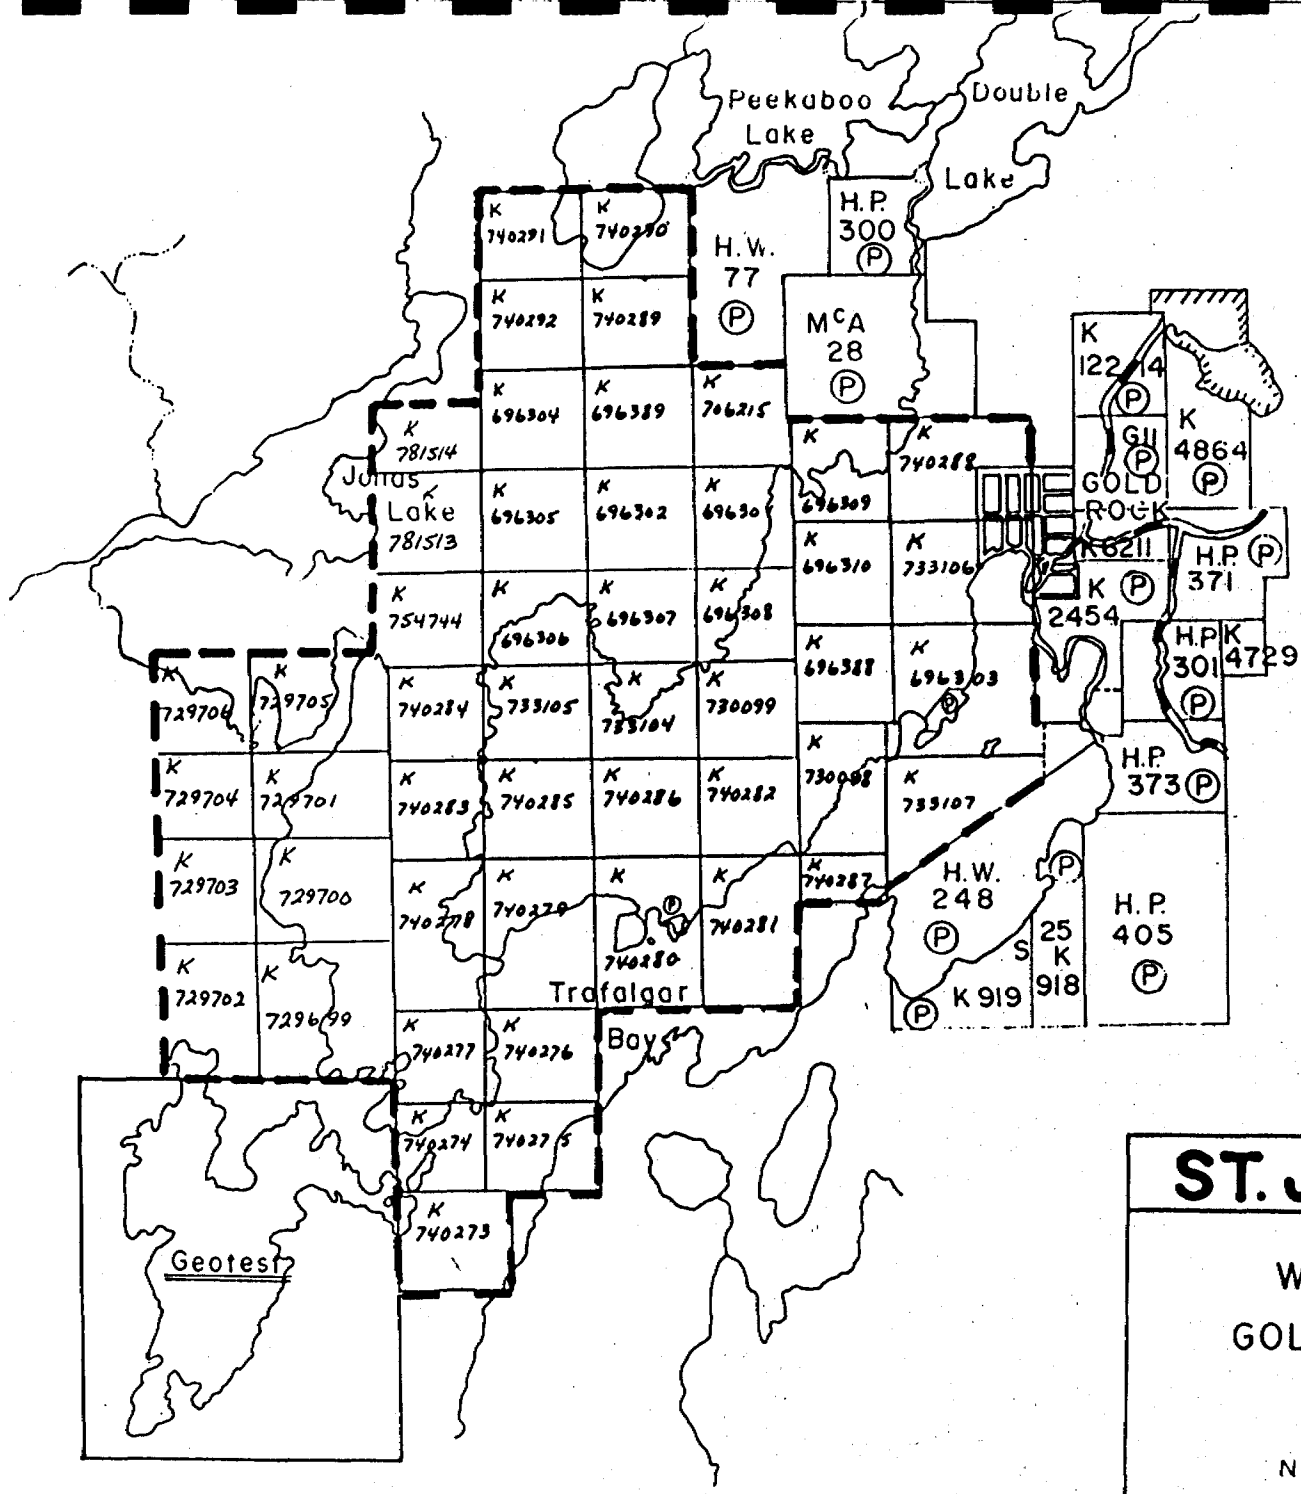 Peekaboo
Lake
Double
Lake
H.P.
300
P
K
740291
K
740290
H.W.
77
P
K
740292
K
740289
McA
28
P
K
122 14
P
K
696304
K
696389
K
706215
K
781514
K
696309
K
740288
G11
P
K
4864
P
Jonas
Lake
K
781513
K
696305
K
696302
K
696301
GOLD
ROCK
K
696310
K
733106
K6211
P
H.P.
371
P
K
2454
K
754744
K
696306
K
696307
K
696308
K
696388
K
696303
P
H.P.
301
P
K
4729
K
729706
K
729705
K
740284
K
733105
K
733104
K
730099
K
730098
K
733107
H.P.
373
P
K
729704
K
729701
K
740283
K
740285
K
740286
K
740282
K
740287
K
729703
K
729700
K
740278
K
740279
K
740280
P
K
740281
H.W.
248
P
P
H.P.
405
P
S
25
K
918
K 919
P
K
729702
K
729699
Trafalgar
Bay
K
740277
K
740276
K
740274
K
740275
K
740273
Geotest
ST.
W
GOL
N